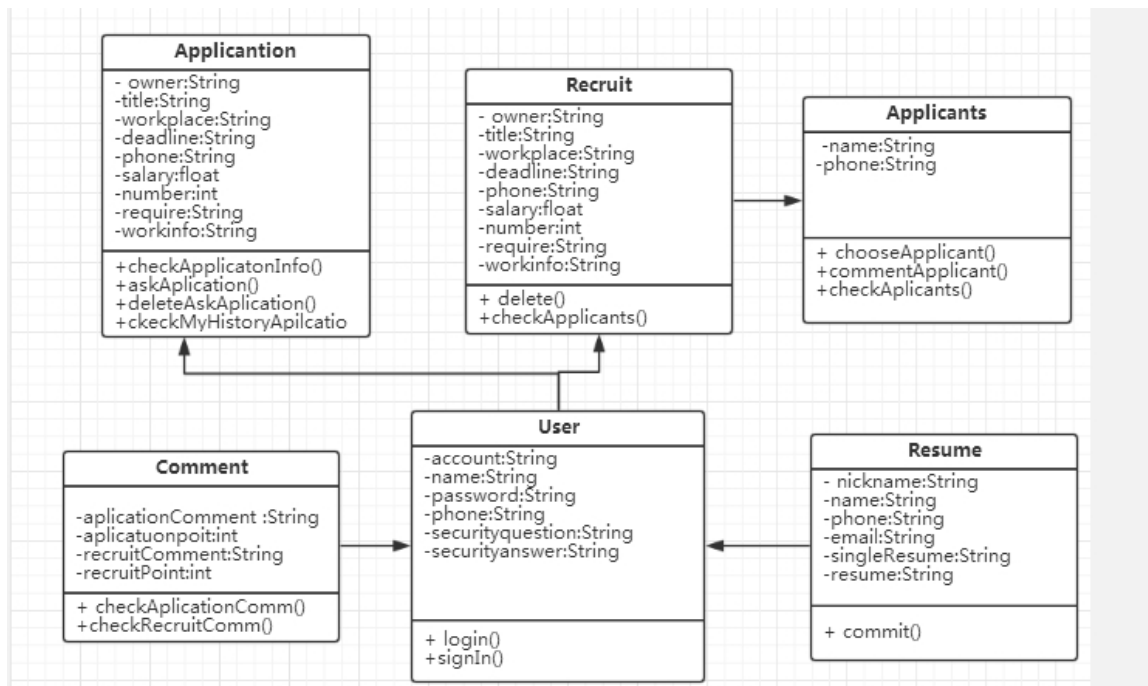 Applicantion
- owner:String
-title:String
-workplace:String
-deadline:String
-phone:String
-salary:float
-number:int
-require:String
-workinfo:String
+checkApplicatonInfo()
+askAplication()
+deleteAskAplication()
+ckeckMyHistoryApilcatio
Recruit
- owner:String
-title:String
-workplace:String
-deadline:String
-phone:String
-salary:float
-number:int
-require:String
-workinfo:String
+ delete()
+checkApplicants()
Applicants
-name:String
-phone:String
+ chooseApplicant()
+commentApplicant()
+checkAplicants()
Comment
-aplicationComment :String
-aplicatuonpoit:int
-recruitComment:String
-recruitPoint:int
+ checkAplicationComm()
+checkRecruitComm()
User
-account:String
-name:String
-password:String
-phone:String
-securityquestion:String
-securityanswer:String
+ login()
+signIn()
Resume
- nickname:String
-name:String
-phone:String
-email:String
-singleResume:String
-resume:String
+ commit()